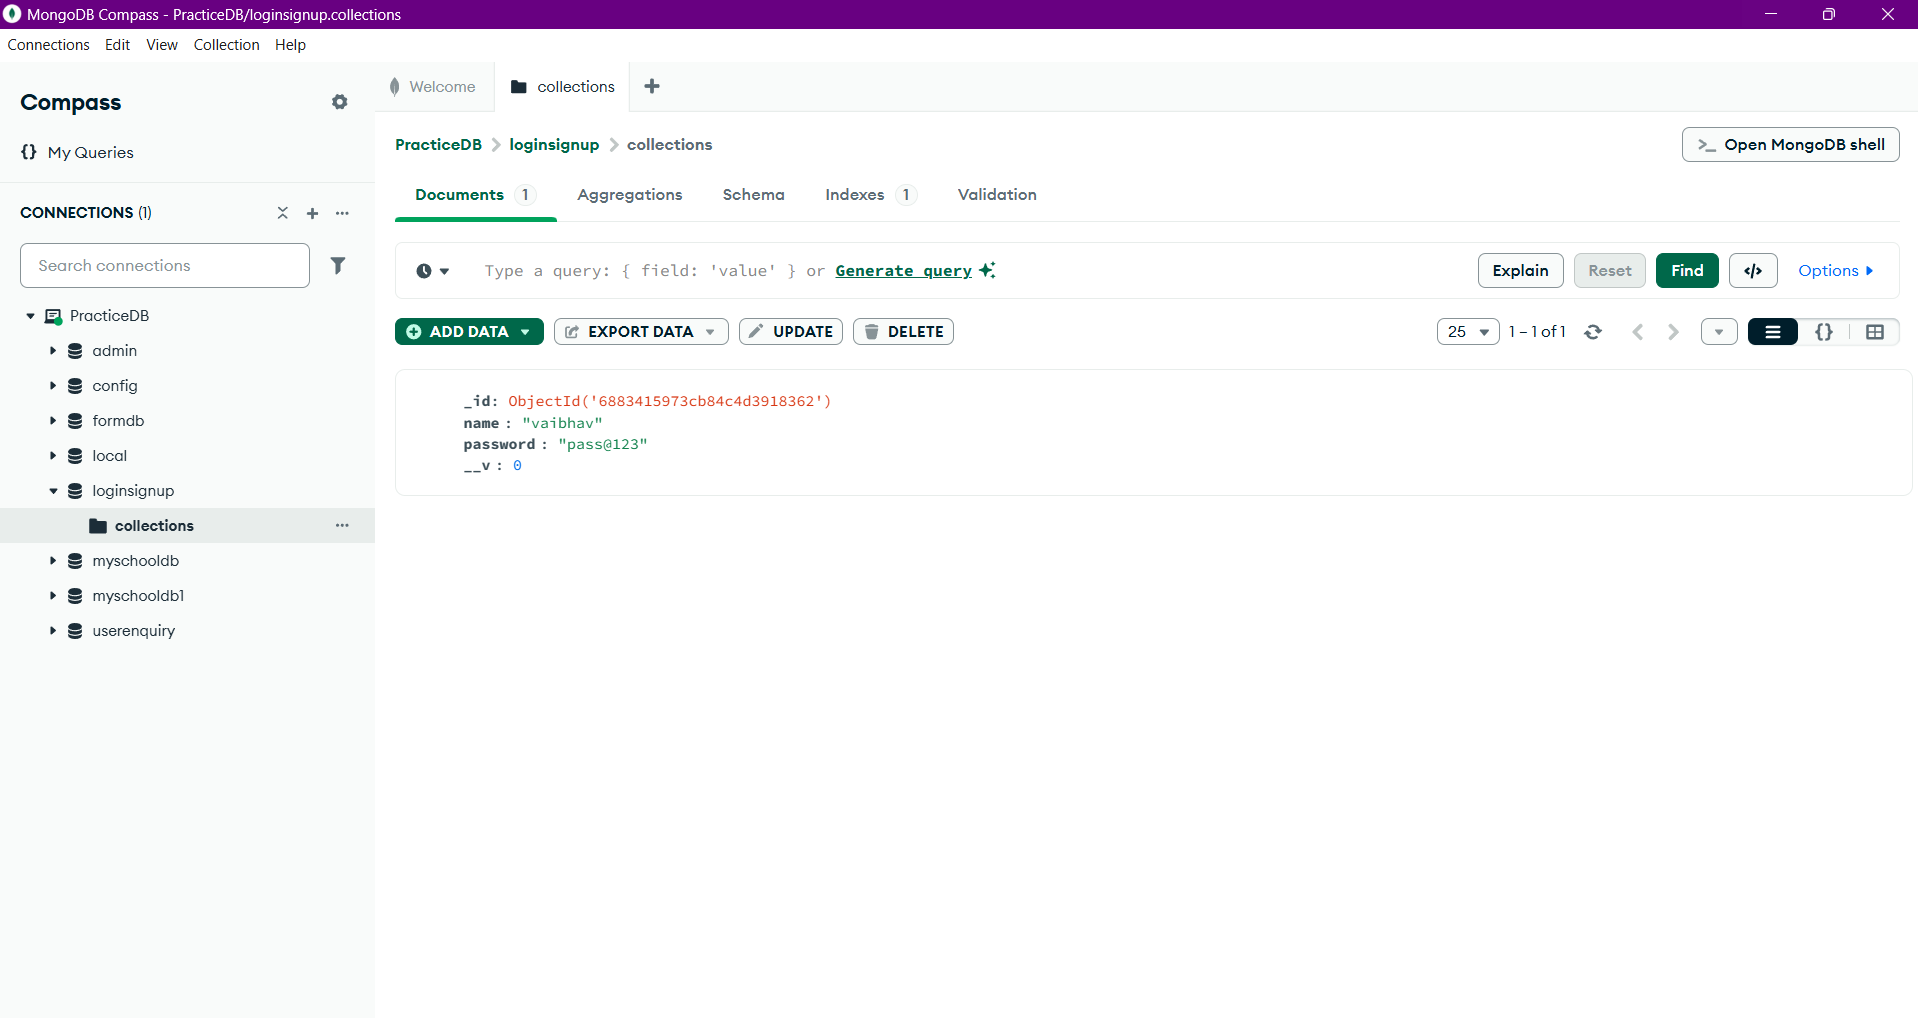 MongoDB Compass - PracticeDB/loginsignup.collections
Connections Edit View Collection Help
Compass
{} My Queries
CONNECTIONS (1)
Search connections
PracticeDB
admin
config
formdb
local
loginsignup
collections
myschooldb
myschooldb1
userenquiry
Welcome
collections
PracticeDB > loginsignup > collections
>_ Open MongoDB shell
Documents 1 Aggregations Schema Indexes 1 Validation
Type a query: { field: 'value' } or Generate query
Explain Reset Find </> Options
ADD DATA EXPORT DATA UPDATE DELETE
25 1 – 1 of 1 {}
_id: ObjectId('6883415973cb84c4d3918362')
name : "vaibhav"
password : "pass@123"
__v : 0